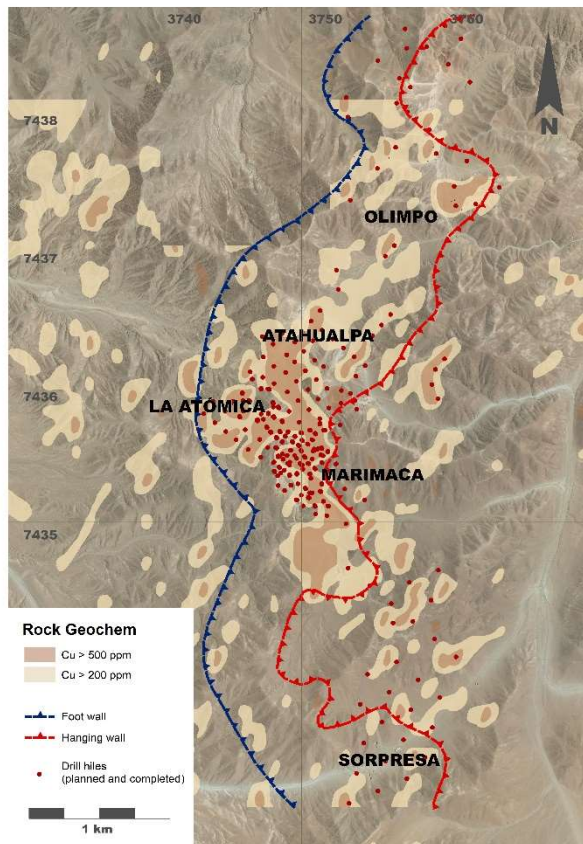 3740 3750 3760
7438
N
OLIMPO
7437
ATAHUALPA
7436
LA ATOMICA
MARIMACA
7435
Rock Geochem
Cu > 500 ppm
Cu > 200 ppm
Foot wall
Hanging wall
Drill hiles
(planned and completed)
1 km
SORPRESA